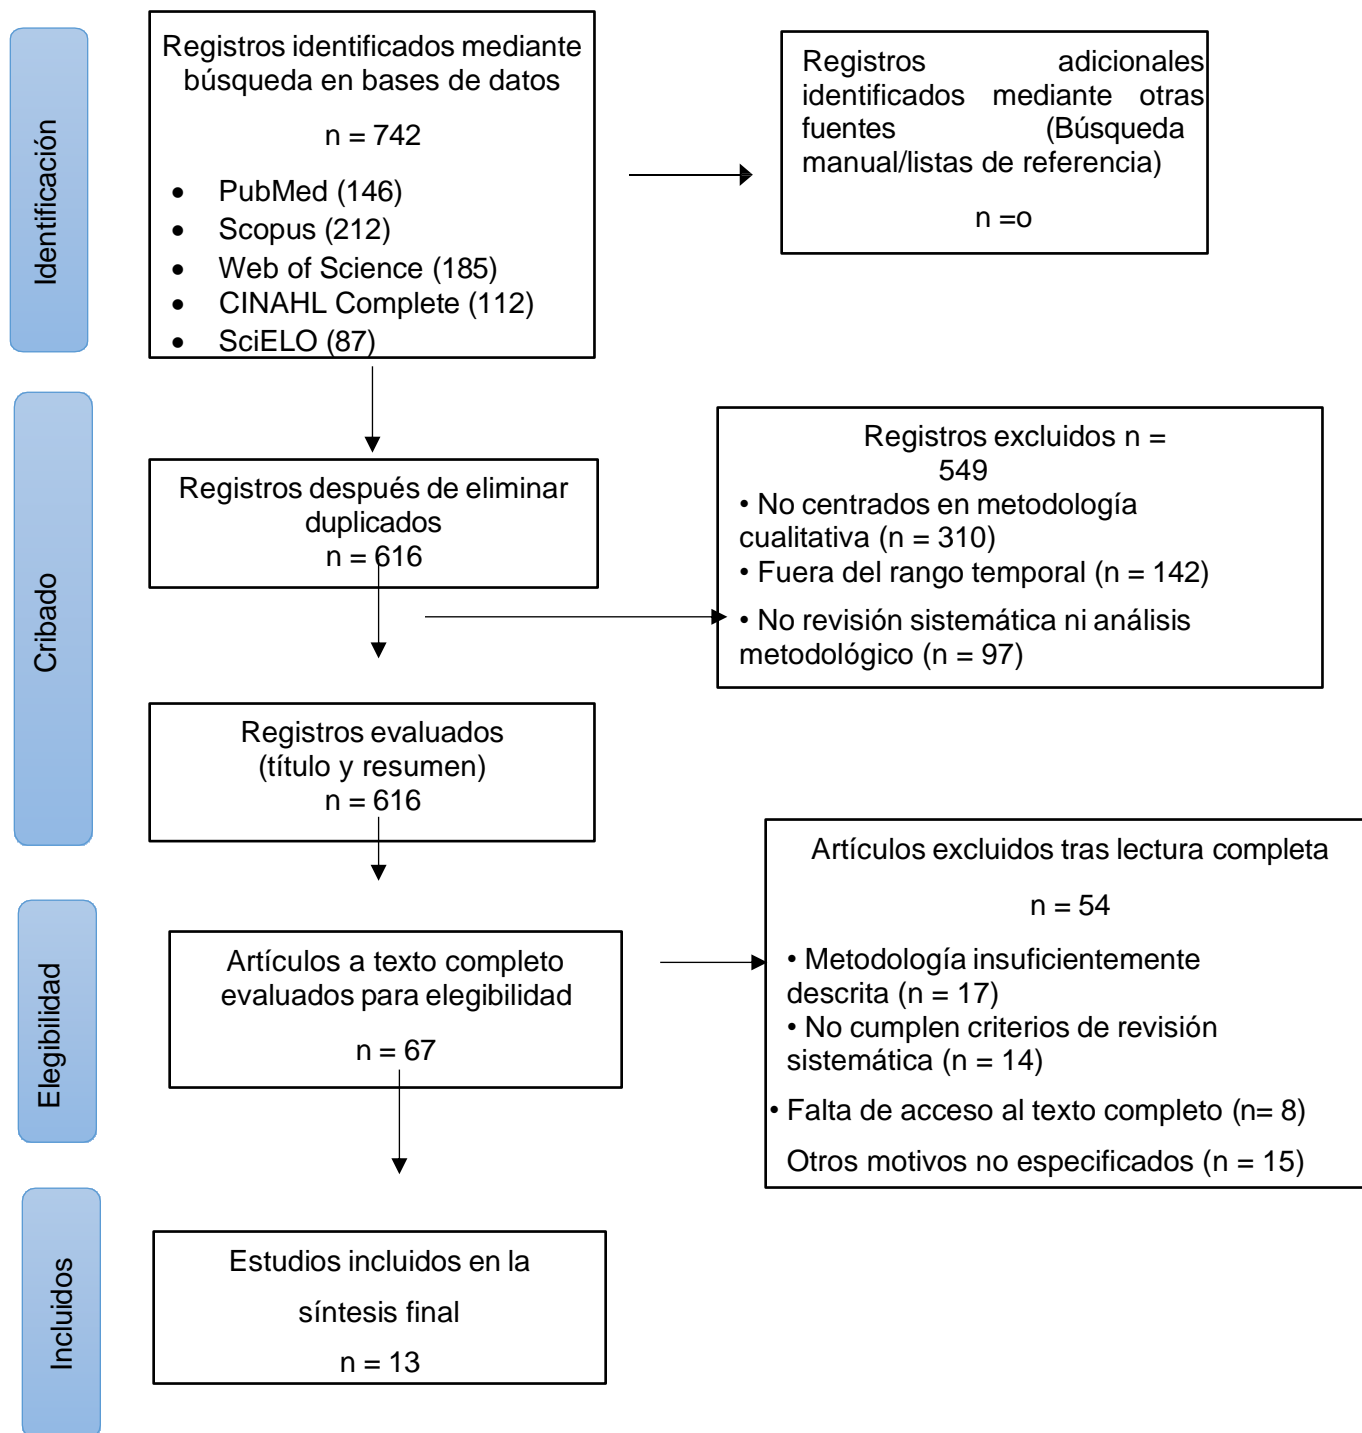 Identificación
Registros identificados mediante
búsqueda en bases de datos
n = 742
• PubMed (146)
• Scopus (212)
• Web of Science (185)
• CINAHL Complete (112)
• SciELO (87)
Registros adicionales
identificados mediante otras
fuentes (Búsqueda
manual/listas de referencia)
n =o
Cribado
Registros después de eliminar
duplicados
n = 616
Registros excluidos n =
549
• No centrados en metodología
cualitativa (n = 310)
• Fuera del rango temporal (n = 142)
• No revisión sistemática ni análisis
metodológico (n = 97)
Registros evaluados
(título y resumen)
n = 616
Elegibilidad
Artículos a texto completo
evaluados para elegibilidad
n = 67
Artículos excluidos tras lectura completa
n = 54
• Metodología insuficientemente
descrita (n = 17)
• No cumplen criterios de revisión
sistemática (n = 14)
• Falta de acceso al texto completo (n= 8)
Otros motivos no especificados (n = 15)
Incluidos
Estudios incluidos en la
síntesis final
n = 13